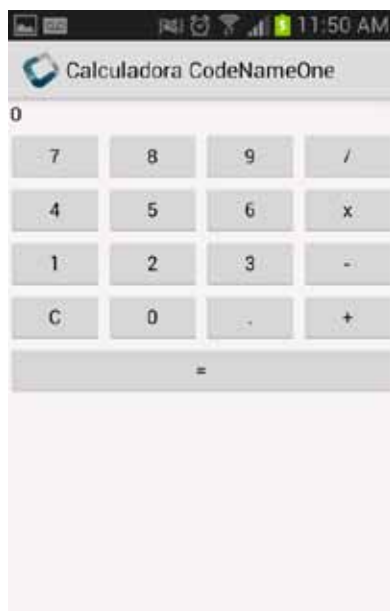 11:50 AM
Calculadora CodeNameOne
0
7 8 9 /
4 5 6 x
1 2 3 -
C 0 . +
=